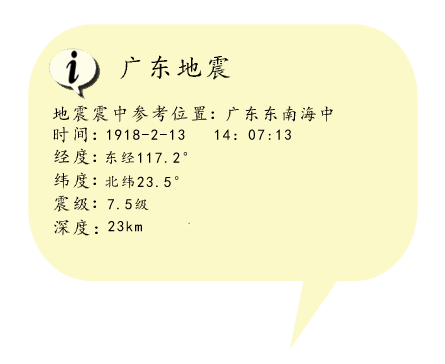 广东地震
地震震中参考位置：广东东南海中
时间：1918-2-13 14：07:13
经度：东经117.2°
纬度：北纬23.5°
震级：7.5级
深度：23km